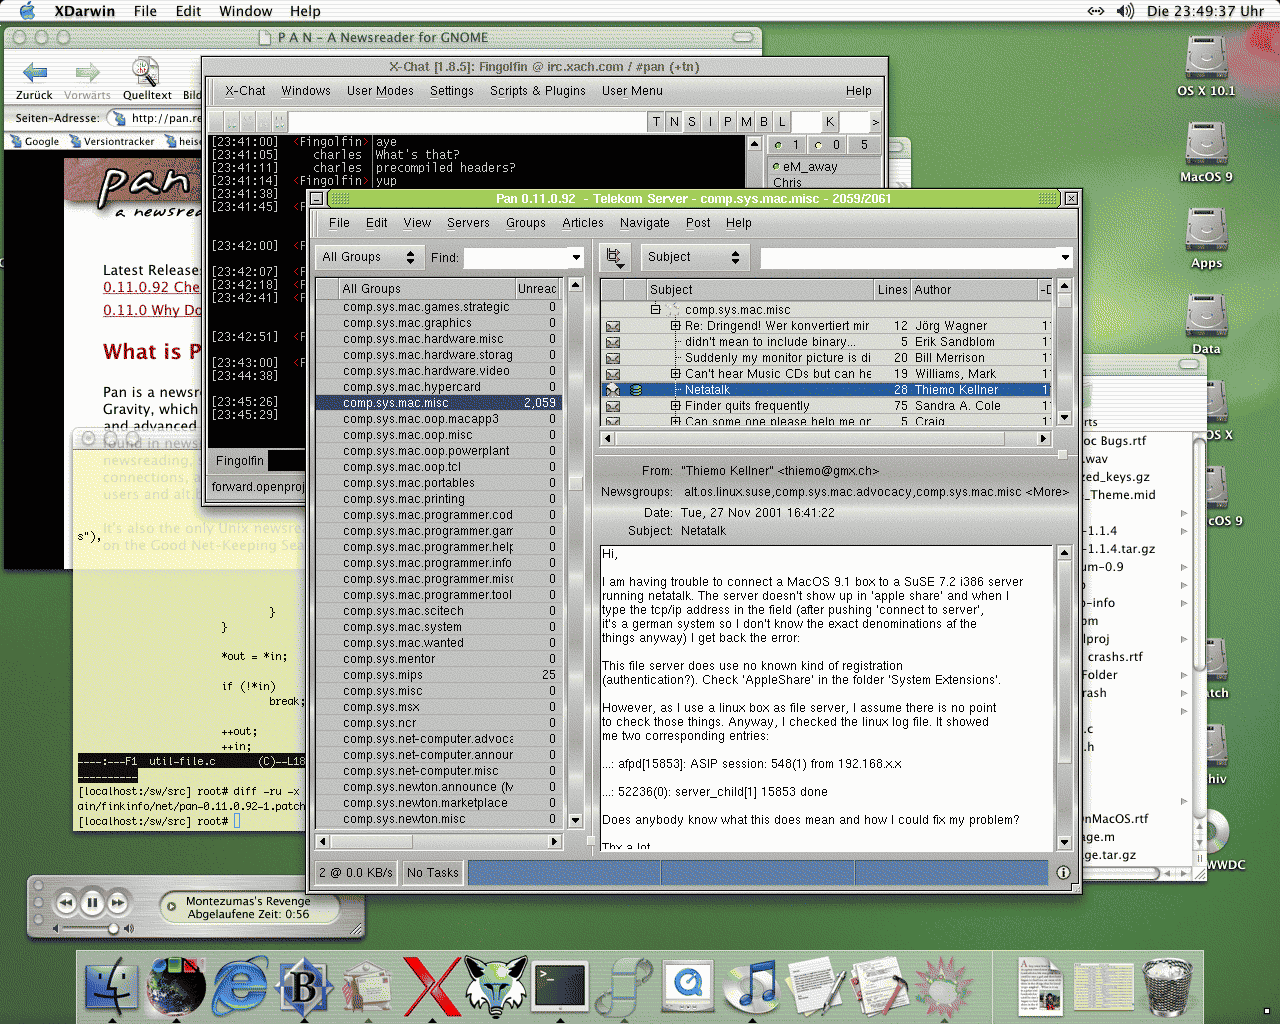 XDarwin File Edit Window Help
Die 23:49:37 Uhr
P A N - A Newsreader for GNOME
Zurück Vorwärts Quelltext
Seiten-Adresse: http://pan.re
Google Versiontracker heise
pan
a newsrea
Latest Release:
0.11.0.92 Che
0.11.0 Why Do
What is P
Pan is a newsr
Gravity, which
and advanced
found in news
newsreading, s
connections, a
users and alt.b
It's also the only Unix newsre
on the Good Net-Keeping Sea
X-Chat [1.8.5]: Fingolfin @ irc.xach.com / #pan (+tn)
X-Chat Windows User Modes Settings Scripts & Plugins User Menu Help
T N S I P M B L K >
[23:41:00] <Fingolfin> aye
[23:41:05] charles What's that?
[23:41:11] charles precompiled headers?
[23:41:14] <Fingolfin> yup
[23:41:38]
[23:41:45] <F
[23:42:00] <F
[23:42:07] <F
[23:42:18] <F
[23:42:41] <F
[23:42:51] <F
[23:43:00] <F
[23:44:38]
[23:45:26]
[23:45:29]
1 0 5
eM_away
Chris
Fingolfin
forward.openproj
Pan 0.11.0.92 - Telekom Server - comp.sys.mac.misc - 2059/2061
File Edit View Servers Groups Articles Navigate Post Help
All Groups Find:
Subject
All Groups Unreac
comp.sys.mac.games.strategic 0
comp.sys.mac.graphics 0
comp.sys.mac.hardware.misc 0
comp.sys.mac.hardware.storag 0
comp.sys.mac.hardware.video 0
comp.sys.mac.hypercard 0
comp.sys.mac.misc 2,059
comp.sys.mac.oop.macapp3 0
comp.sys.mac.oop.misc 0
comp.sys.mac.oop.powerplant 0
comp.sys.mac.oop.tcl 0
comp.sys.mac.portables 0
comp.sys.mac.printing 0
comp.sys.mac.programmer.cod 0
comp.sys.mac.programmer.gam 0
comp.sys.mac.programmer.help 0
comp.sys.mac.programmer.info 0
comp.sys.mac.programmer.misc 0
comp.sys.mac.programmer.tool 0
comp.sys.mac.scitech 0
comp.sys.mac.system 0
comp.sys.mac.wanted 0
comp.sys.mentor 0
comp.sys.mips 25
comp.sys.misc 0
comp.sys.msx 0
comp.sys.ncr 0
comp.sys.net-computer.advoca 0
comp.sys.net-computer.announ 0
comp.sys.net-computer.misc 0
comp.sys.newton.announce (M 0
comp.sys.newton.marketplace 0
comp.sys.newton.misc 0
Subject Lines Author
comp.sys.mac.misc
Re: Dringend! Wer konvertiert mir 12 Jörg Wagner
didn't mean to include binary... 5 Erik Sandblom
Suddenly my monitor picture is di 20 Bill Merrison
Can't hear Music CDs but can he 19 Williams, Mark
Netatalk 28 Thiemo Kellner
Finder quits frequently 75 Sandra A. Cole
Can some one please help me or 5 Craig
From: "Thiemo Kellner" <thiemo@gmx.ch>
Newsgroups: alt.os.linux.suse,comp.sys.mac.advocacy,comp.sys.mac.misc <More>
Date: Tue, 27 Nov 2001 16:41:22
Subject: Netatalk
Hi,
I am having trouble to connect a MacOS 9.1 box to a SuSE 7.2 i386 server
running netatalk. The server doesn't show up in 'apple share' and when I
type the tcp/ip address in the field (after pushing 'connect to server',
it's a german system so I don't know the exact denominations af the
things anyway) I get back the error:
This file server does use no known kind of registration
(authentication?). Check 'AppleShare' in the folder 'System Extensions'.
However, as I use a linux box as file server, I assume there is no point
to check those things. Anyway, I checked the linux log file. It showed
me two corresponding entries:
...: afpd[15853]: ASIP session: 548(1) from 192.168.x.x
...: 52236(0): server_child[1] 15853 done
Does anybody know what this does mean and how I could fix my problem?
Thx a lot
2 @ 0.0 KB/s No Tasks
s"),
}
}
*out = *in;
if (!*in)
break;
++out;
++in;
----:---F1 util-file.c (C)--L18
[localhost:/sw/src] root# diff -ru -x
ain/finkinfo/net/pan-0.11.0.92-1.patch
[localhost:/sw/src] root#
Montezumas's Revenge
Abgelaufene Zeit: 0:56
OS X 10.1
MacOS 9
Apps
Data
OS X
cOS 9
atch
hiv
WWDC
rts
oc Bugs.rtf
.wav
zed_keys.gz
_Theme.mid
-1.1.4
-1.1.4.tar.gz
um-0.9
o-info
om
lproj
crashs.rtf
Folder
rash
.c
.h
onMacOS.rtf
age.m
ge.tar.gz